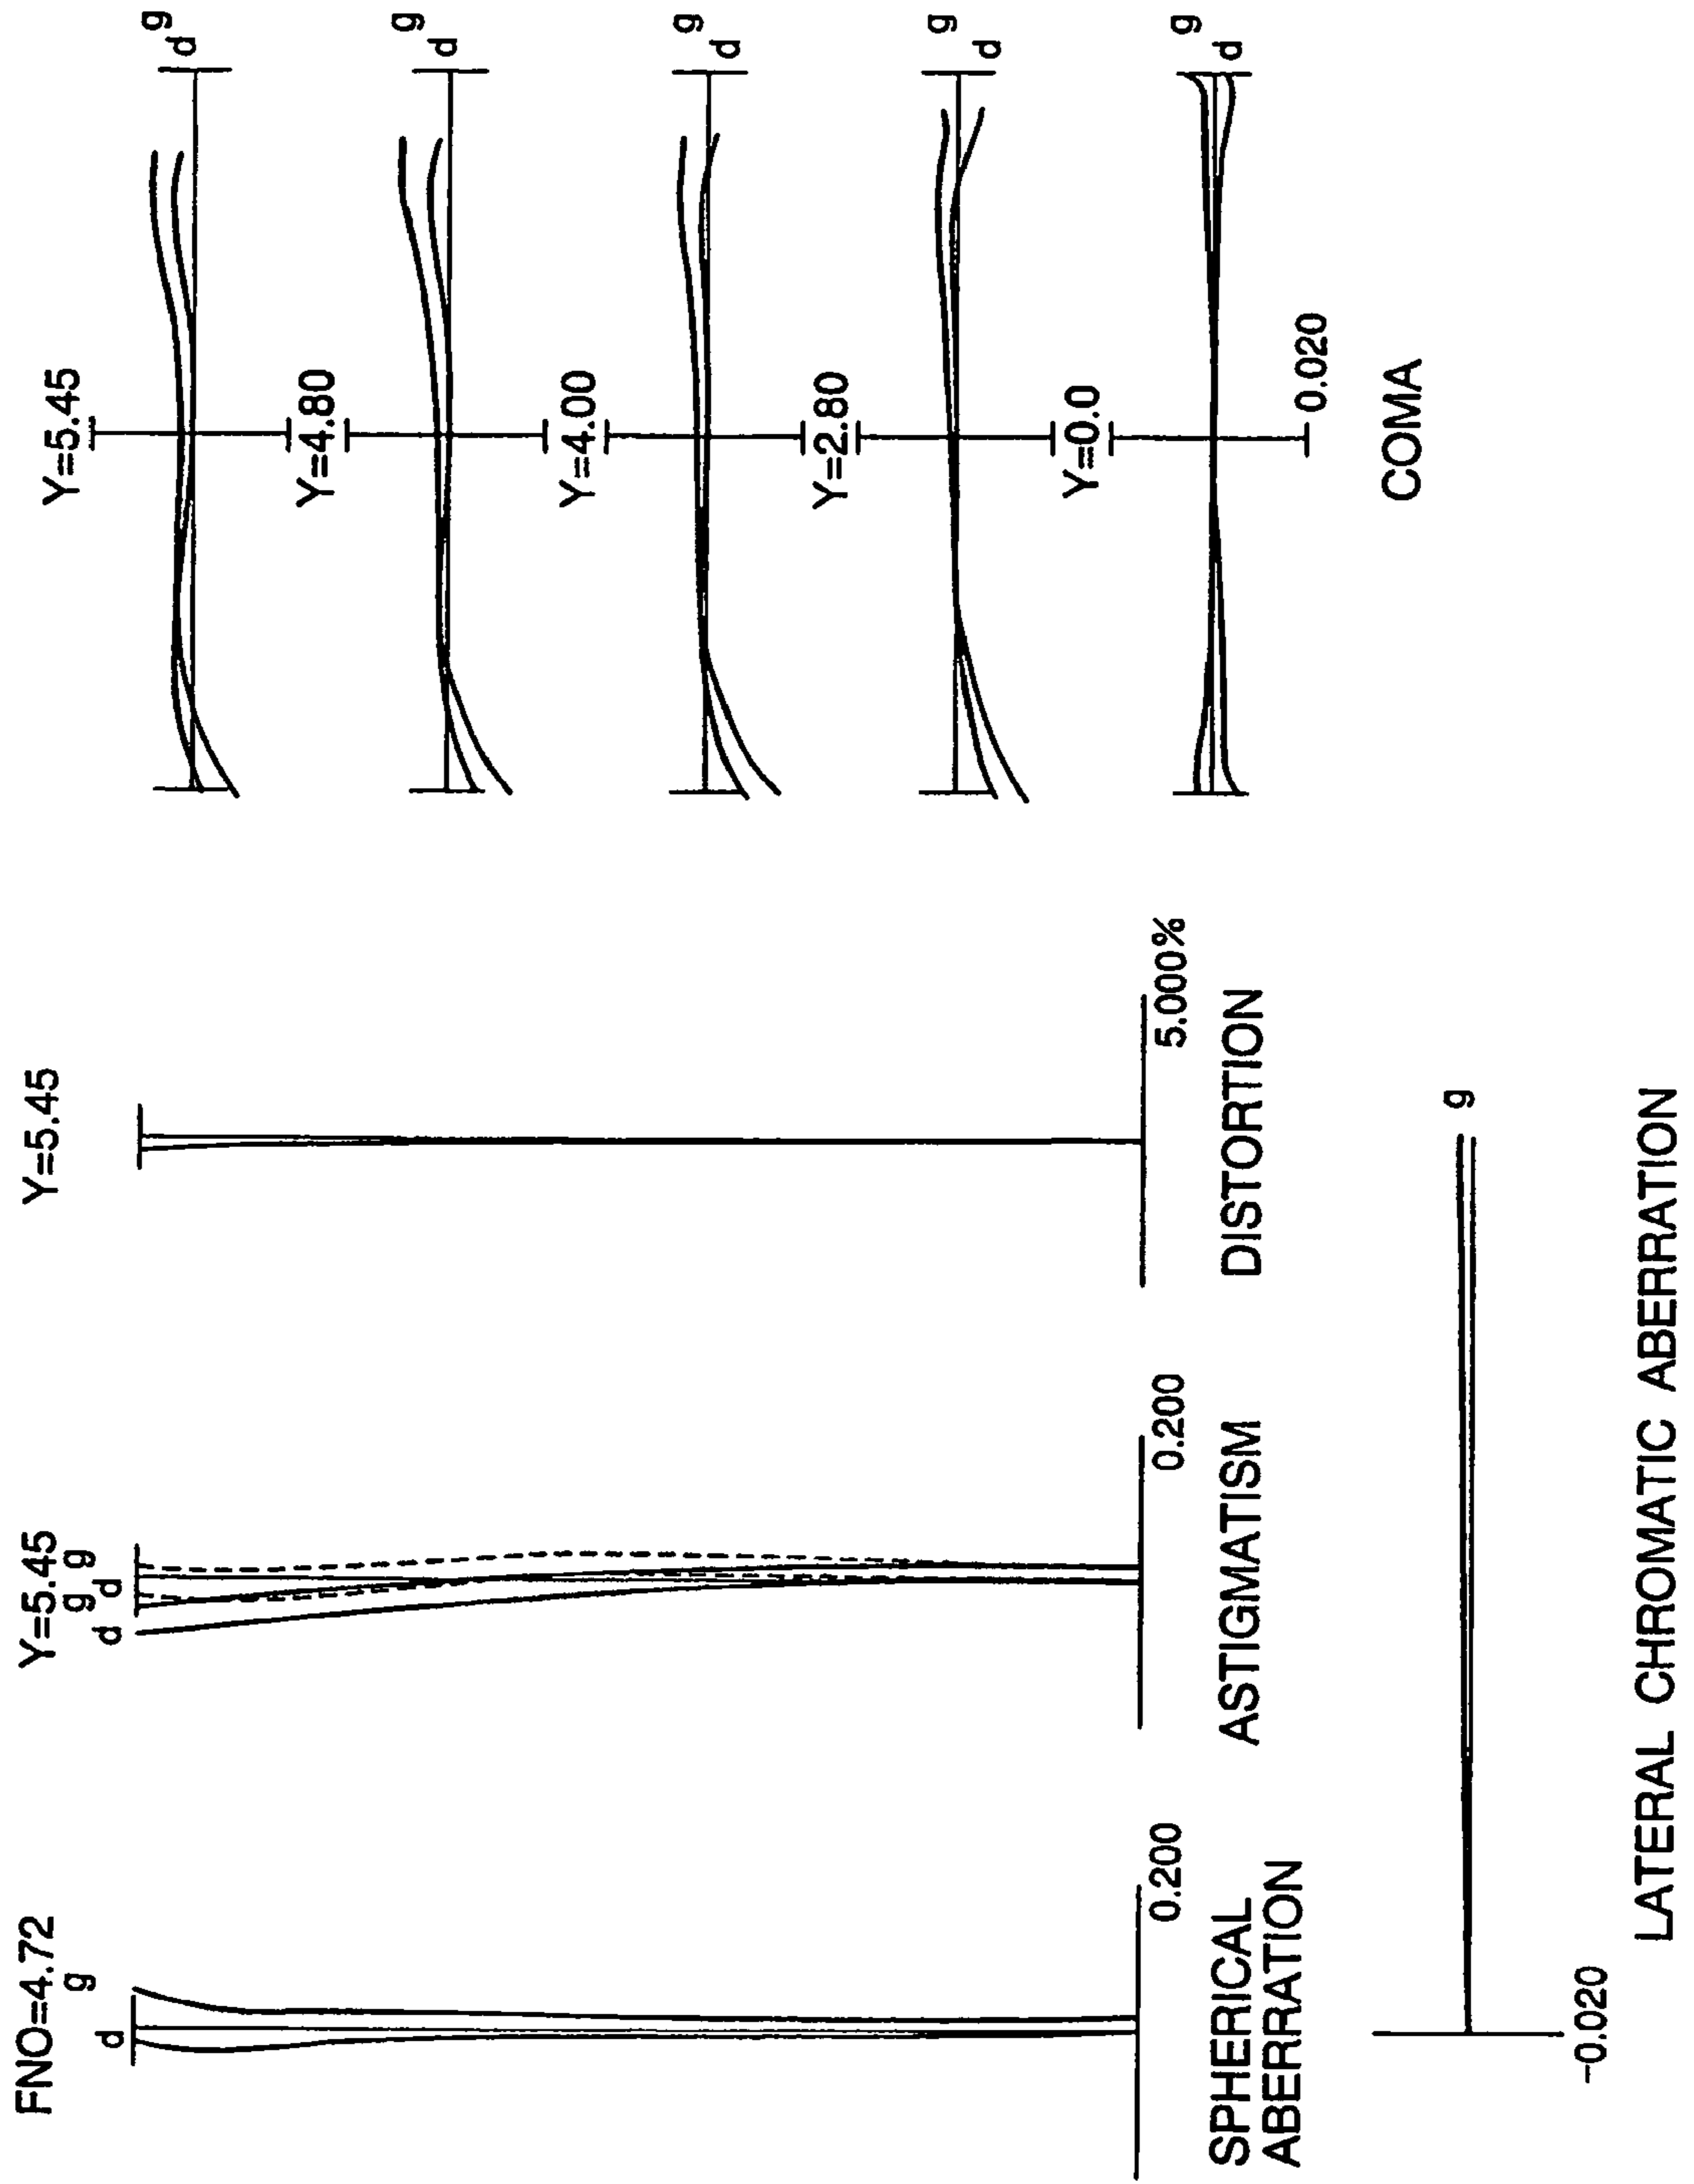 FNO=4.72
g
d
0.200
SPHERICAL
ABERRATION
Y=5.45
g g
d d
0.200
ASTIGMATISM
Y=5.45
5.000%
DISTORTION
Y=5.45
g
d
Y=4.80
g
d
Y=4.00
g
d
Y=2.80
g
d
Y=0.0
g
d
0.020
COMA
g
-0.020
LATERAL CHROMATIC ABERRATION